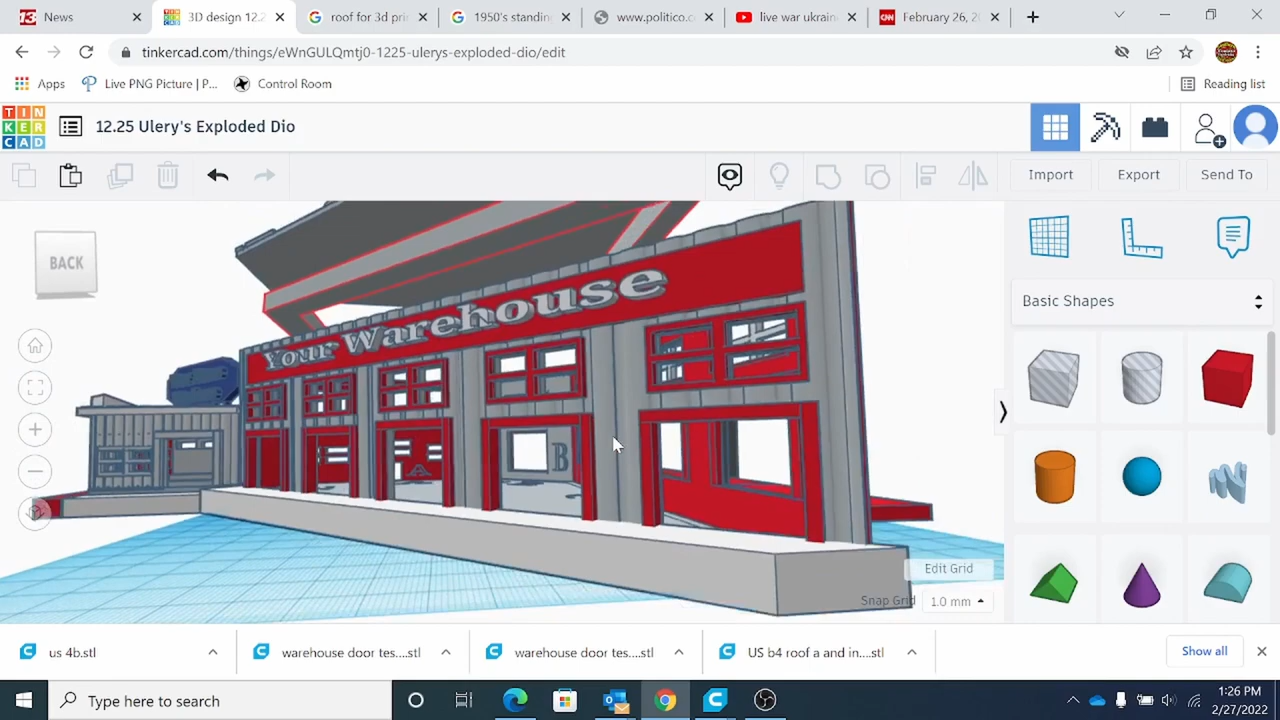 News
3D design 12.2
roof for 3d pri
1950's standin
www.politico.c
live war ukrain
CNN
February 26, 2
tinkercad.com/things/eWnGULQmtj0-1225-ulerys-exploded-dio/edit
Apps
Live PNG Picture | P...
Control Room
Reading list
TIN
KER
CAD
12.25 Ulery's Exploded Dio
Import
Export
Send To
BACK
Your Warehouse
A
B
Basic Shapes
Edit Grid
Snap Grid
1.0 mm
us 4b.stl
warehouse door tes....stl
warehouse door tes....stl
US b4 roof a and in....stl
Show all
Type here to search
1:26 PM
2/27/2022